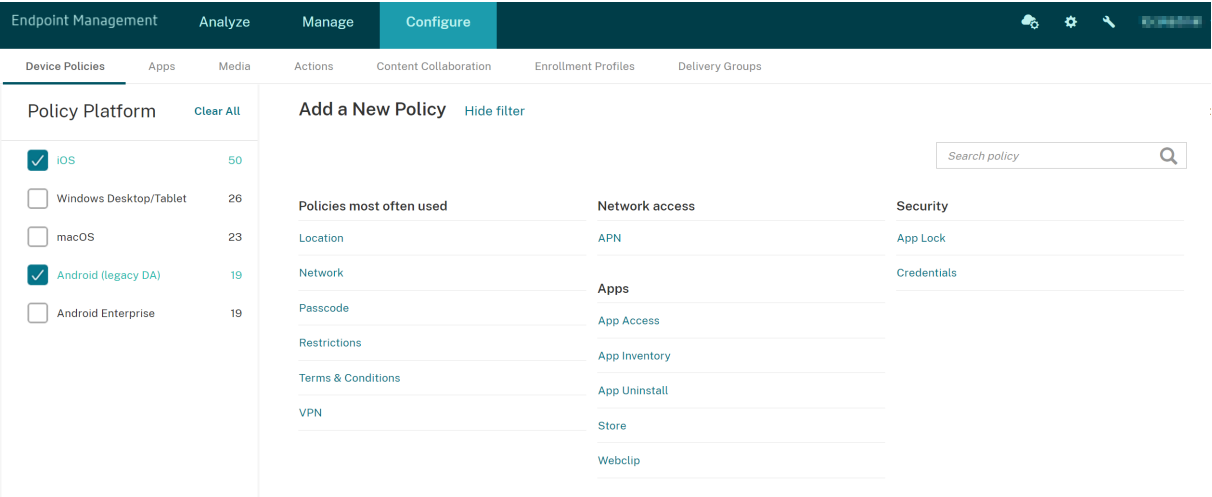 Endpoint Management Analyze Manage Configure
Device Policies Apps Media Actions Content Collaboration Enrollment Profiles Delivery Groups
Policy Platform Clear All
iOS 50
Windows Desktop/Tablet 26
macOS 23
Android (legacy DA) 19
Android Enterprise 19
Add a New Policy Hide filter
Search policy
Policies most often used
Location
Network
Passcode
Restrictions
Terms & Conditions
VPN
Network access
APN
Apps
App Access
App Inventory
App Uninstall
Store
Webclip
Security
App Lock
Credentials